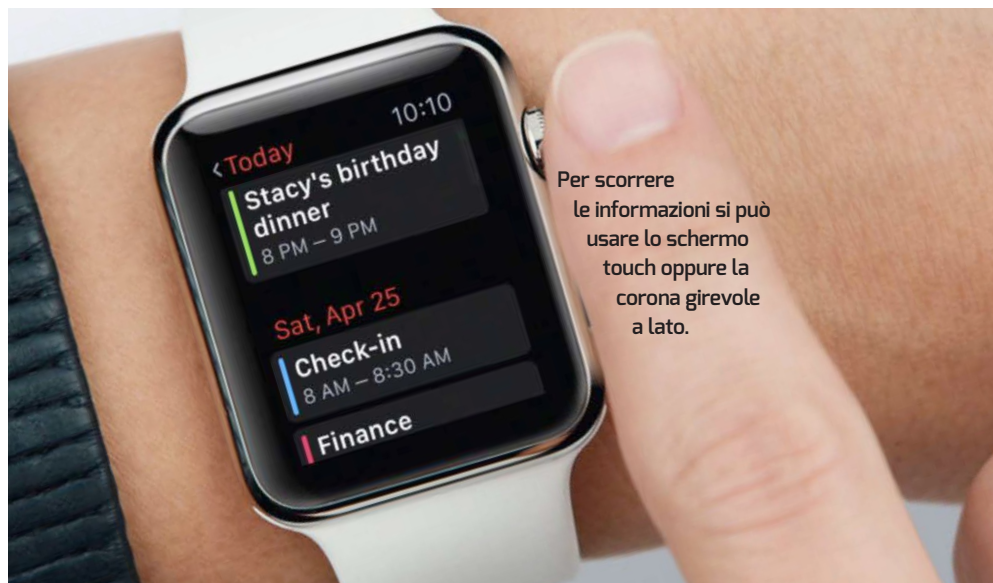 10:10
<Today
Stacy's birthday
dinner
8 PM – 9 PM
Sat, Apr 25
Check-in
8 AM – 8:30 AM
Finance
Per scorrere
le informazioni si può
usare lo schermo
touch oppure la
corona girevole
a lato.